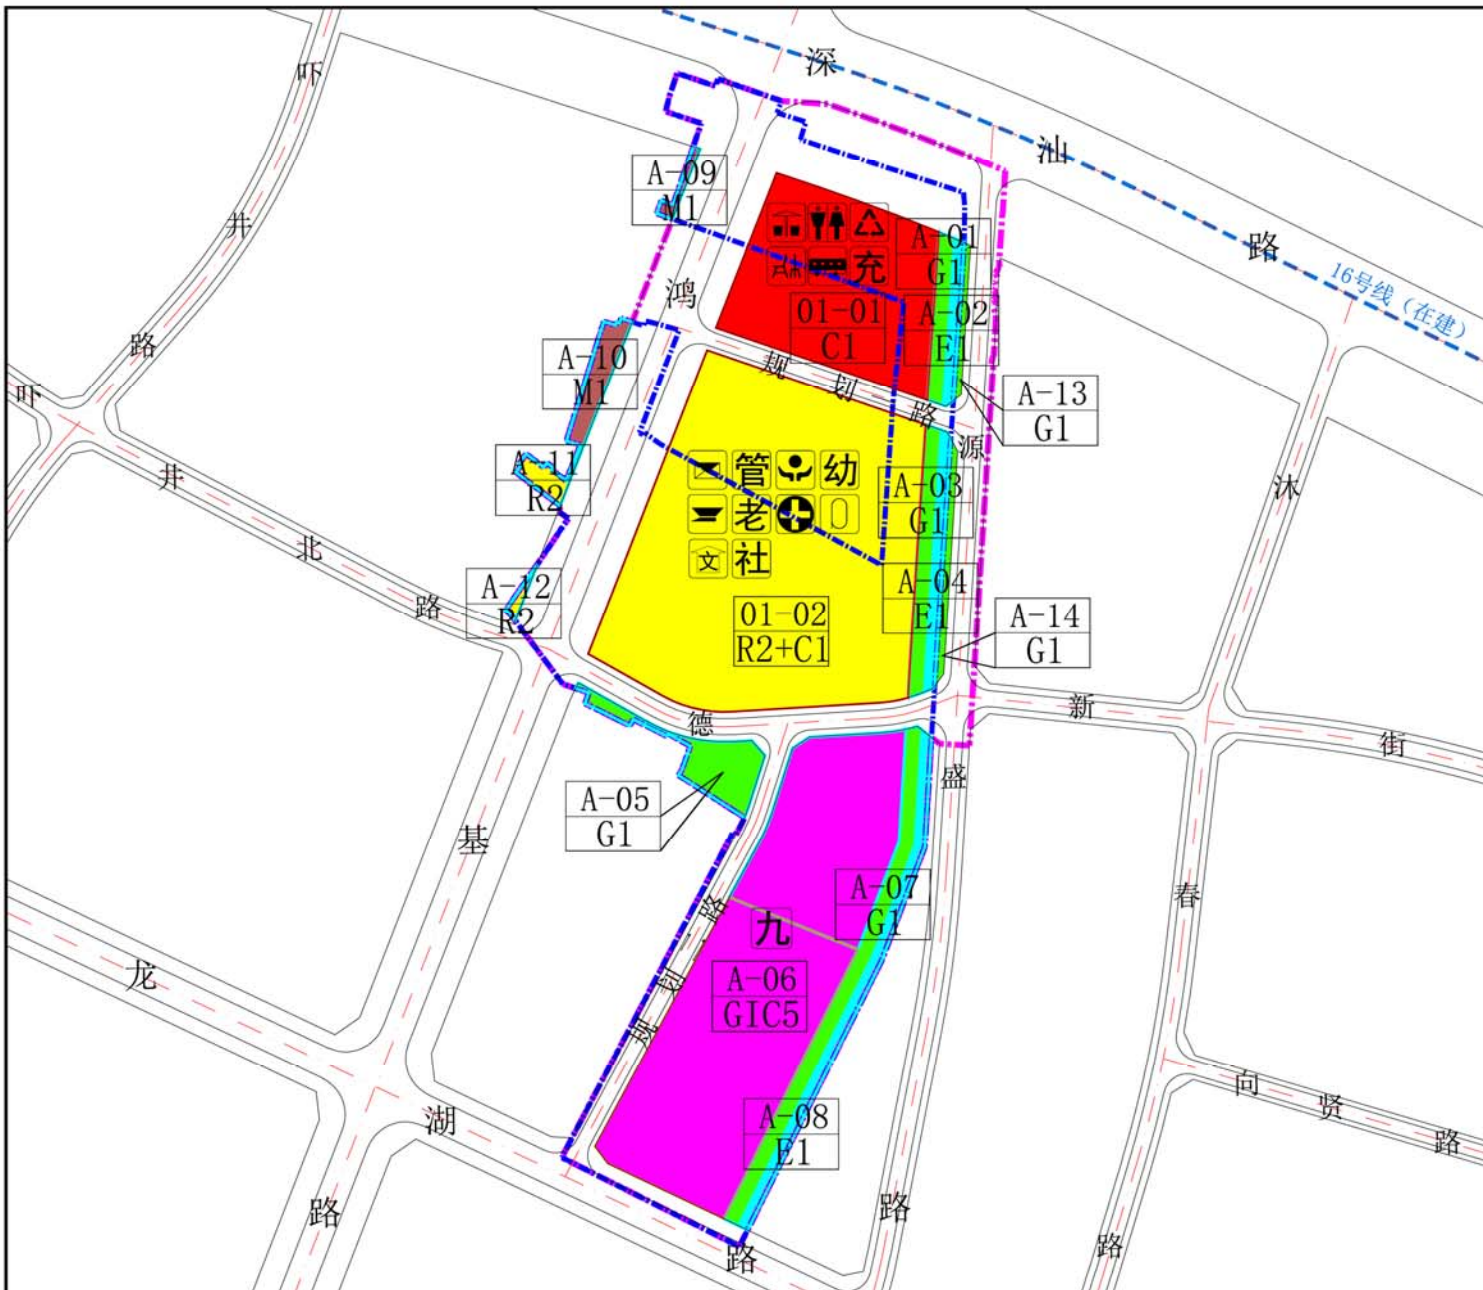 深汕路
16号线（在建）
吓井路
吓井北路
鸿基路
A-09
M1
A-01
G1
充
01-01
C1
A-02
E1
A-10
M1
规划一路
A-13
G1
源盛路
沐春路
A-11
R2
管
幼
老
文
社
A-03
G1
A-12
R2
01-02
R2+C1
A-04
E1
A-14
G1
德新街
A-05
G1
规划二路
九
A-07
G1
A-06
GIC5
A-08
E1
龙湖路
向贤路